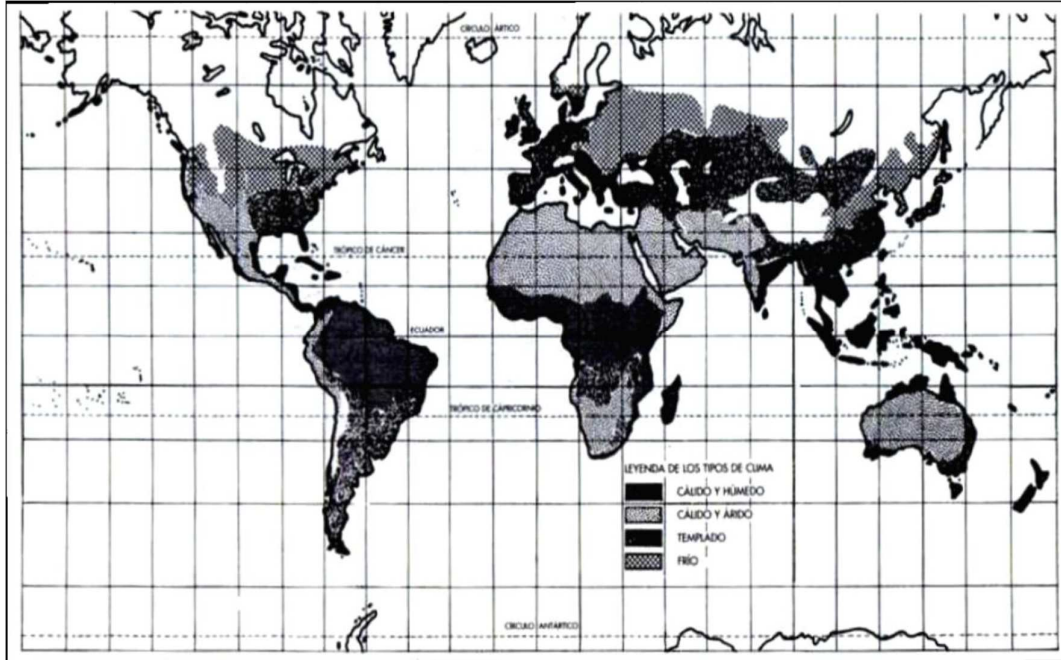 CÍRCULO ÁRTICO
TRÓPICO DE CÁNCER
ECUADOR
TRÓPICO DE CAPRICORNIO
LEYENDA DE LOS TIPOS DE CLIMA
CÁLIDO Y HÚMEDO
CÁLIDO Y ÁRIDO
TEMPLADO
FRÍO
CÍRCULO ANTÁRTICO